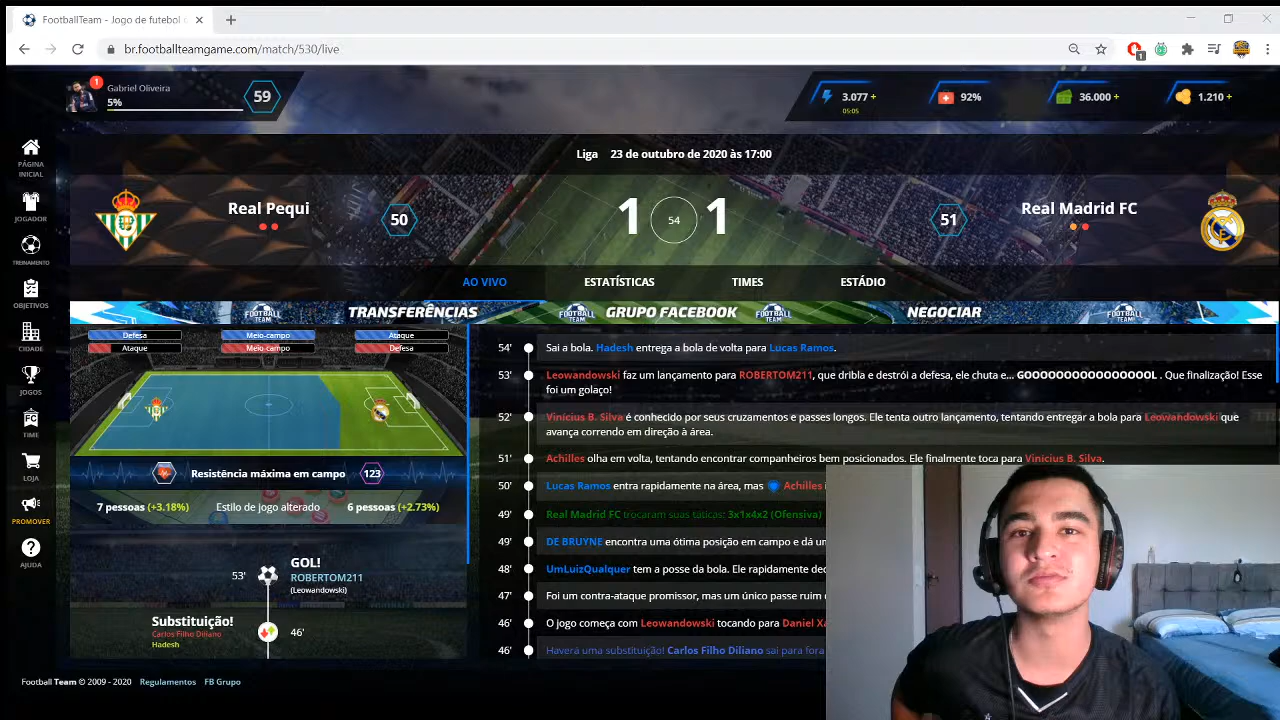 FootballTeam - Jogo de futebol
br.footballteamgame.com/match/530/live
1
1
Gabriel Oliveira
5%
59
3.077 +
05:05
92%
36.000 +
1.210 +
Liga 23 de outubro de 2020 às 17:00
Real Pequi
50
1
54
1
51
Real Madrid FC
AO VIVO
ESTATÍSTICAS
TIMES
ESTÁDIO
PÁGINA INICIAL
JOGADOR
TREINAMENTO
OBJETIVOS
CIDADE
JOGOS
TIME
LOJA
PROMOVER
AJUDA
FOOTBALL TEAM
TRANSFERÊNCIAS
FOOTBALL TEAM
GRUPO FACEBOOK
FOOTBALL TEAM
NEGOCIAR
FOOTBALL TEAM
Defesa
Meio-campo
Ataque
Ataque
Meio-campo
Defesa
Resistência máxima em campo 123
7 pessoas (+3.18%)
Estilo de jogo alterado
6 pessoas (+2.73%)
53'
GOL!
ROBERTOM211
(Leowandowski)
Substituição!
Carlos Filho Diliano
Hadesh
46'
54' Sai a bola. Hadesh entrega a bola de volta para Lucas Ramos.
53' Leowandowski faz um lançamento para ROBERTOM211, que dribla e destrói a defesa, ele chuta e... GOOOOOOOOOOOOOOOOL . Que finalização! Esse
foi um golaço!
52' Vinicius B. Silva é conhecido por seus cruzamentos e passes longos. Ele tenta outro lançamento, tentando entregar a bola para Leowandowski que
avança correndo em direção à área.
51' Achilles olha em volta, tentando encontrar companheiros bem posicionados. Ele finalmente toca para Vinicius B. Silva.
50' Lucas Ramos entra rapidamente na área, mas Achilles
49' Real Madrid FC trocaram suas táticas: 3x1x4x2 (Ofensiva)
49' DE BRUYNE encontra uma ótima posição em campo e dá
48' UmLuizQualquer tem a posse da bola. Ele rapidamente
47' Foi um contra-ataque promissor, mas um único passe ruim
46' O jogo começa com Leowandowski tocando para Daniel
46' Haverá uma substituição! Carlos Filho Diliano sai para fora
Football Team © 2009 - 2020
Regulamentos
FB Grupo